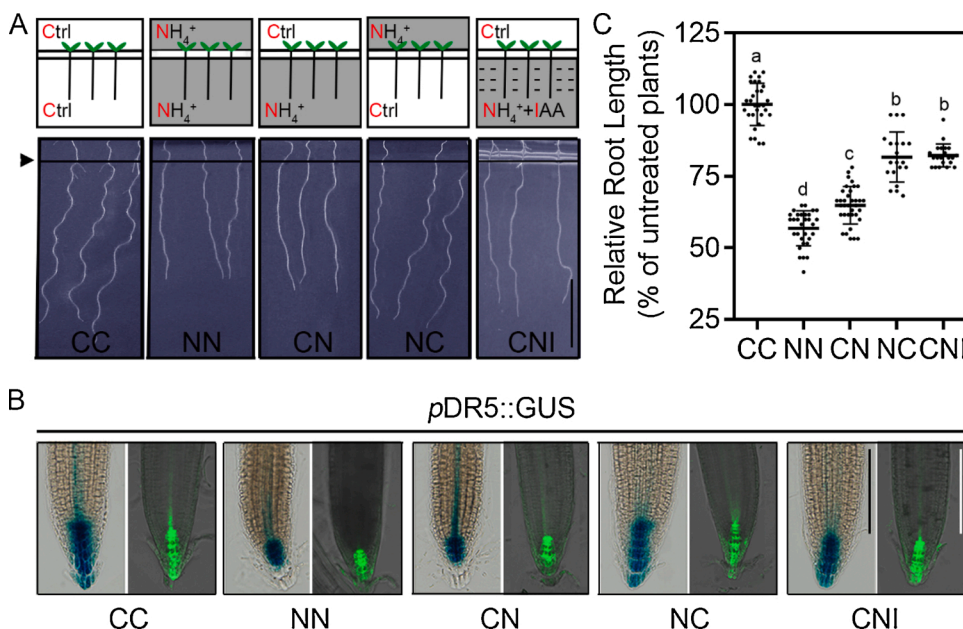 A
Ctrl
Ctrl
NH₄⁺
NH₄⁺
Ctrl
NH₄⁺
NH₄⁺
Ctrl
Ctrl
NH₄⁺+IAA
CC
NN
CN
NC
CNI
C
Relative Root Length
(% of untreated plants)
125
100
75
50
25
a
d
c
b
b
CC
NN
CN
NC
CNI
B
pDR5::GUS
CC
NN
CN
NC
CNI